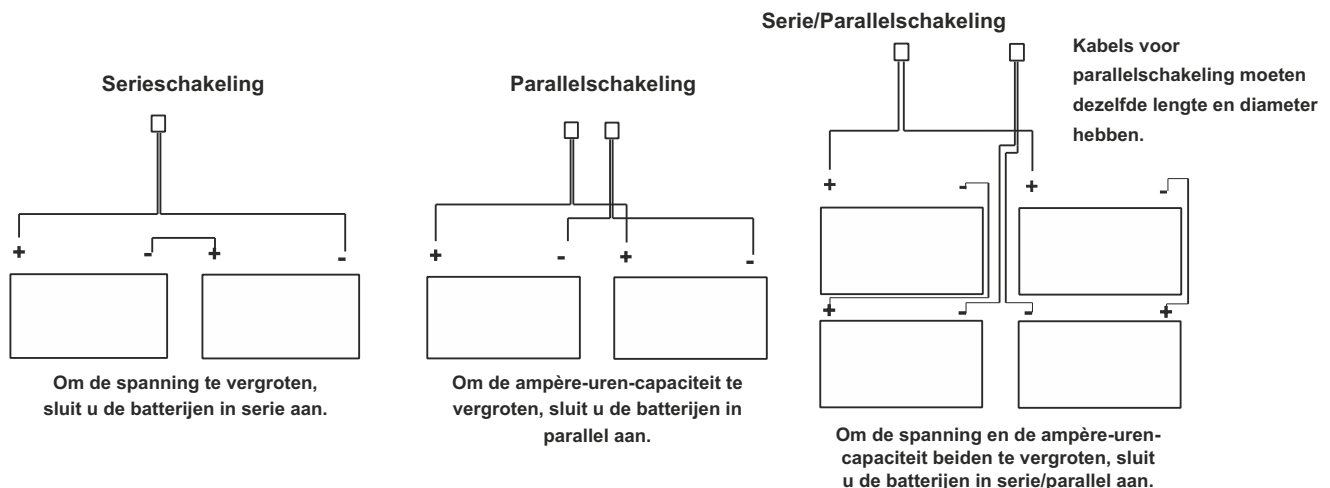 Serieschakeling
+
-
+
-
Om de spanning te vergroten,
sluit u de batterijen in serie aan.
Parallelschakeling
+
-
+
-
Om de ampère-uren-capaciteit te
vergroten, sluit u de batterijen in
parallel aan.
Serie/Parallelschakeling
Kabels voor
parallelschakeling moeten
dezelfde lengte en diameter
hebben.
+
-
+
-
+
-
-
+
Om de spanning en de ampère-uren-
capaciteit beiden te vergroten, sluit
u de batterijen in serie/parallel aan.